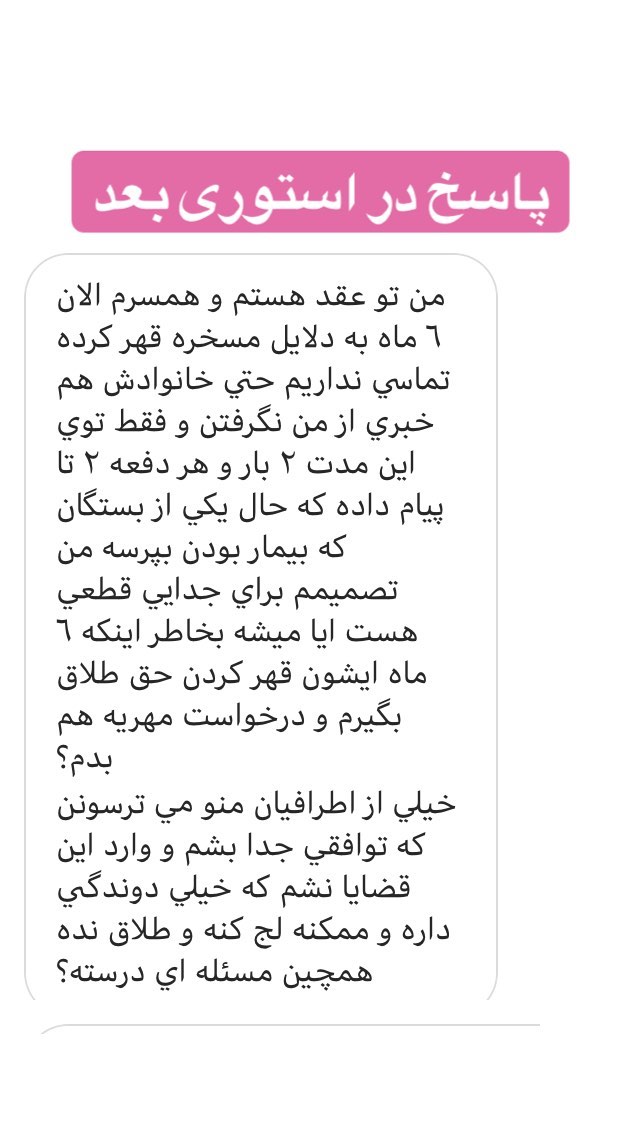 پاسخ در استوری بعد
من تو عقد هستم و همسرم الان
٦ ماه به دلایل مسخره قهر کرده
تماسي نداریم حتي خانوادش هم
خبري از من نگرفتن و فقط توي
این مدت ۲ بار و هر دفعه ۲ تا
پیام داده که حال یکي از بستگان
که بیمار بودن بپرسه من
تصمیمم براي جدایي قطعي
هست ایا میشه بخاطر اینکه ٦
ماه ایشون قهر کردن حق طلاق
بگیرم و درخواست مهریه هم
بدم؟
خیلي از اطرافیان منو مي ترسونن
که توافقي جدا بشم و وارد این
قضایا نشم که خیلي دوندگي
داره و ممکنه لج کنه و طلاق نده
همچین مسئله اي درسته؟